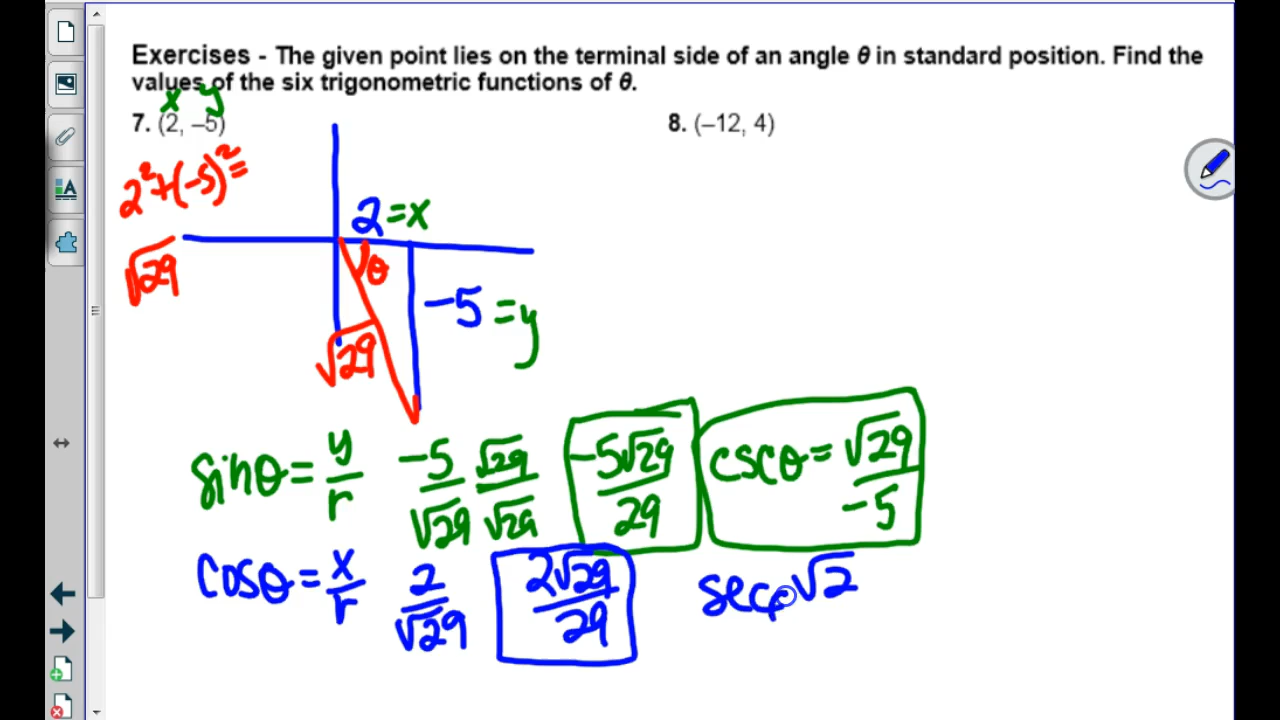 Exercises - The given point lies on the terminal side of an angle θ in standard position. Find the
values of the six trigonometric functions of θ.
x y
7. (2, –5)
8. (–12, 4)
2²+(-5)²=
√29
2=x
θ
-5=y
√29
sinθ = y/r -5/√29 √29/√29 -5√29/29 cscθ = √29/-5
cosθ = x/r 2/√29 2√29/29 sec √2